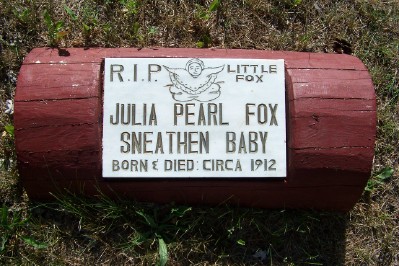 R.I.P. LITTLE FOX
JULIA PEARL FOX
SNEATHEN BABY
BORN & DIED: CIRCA 1912